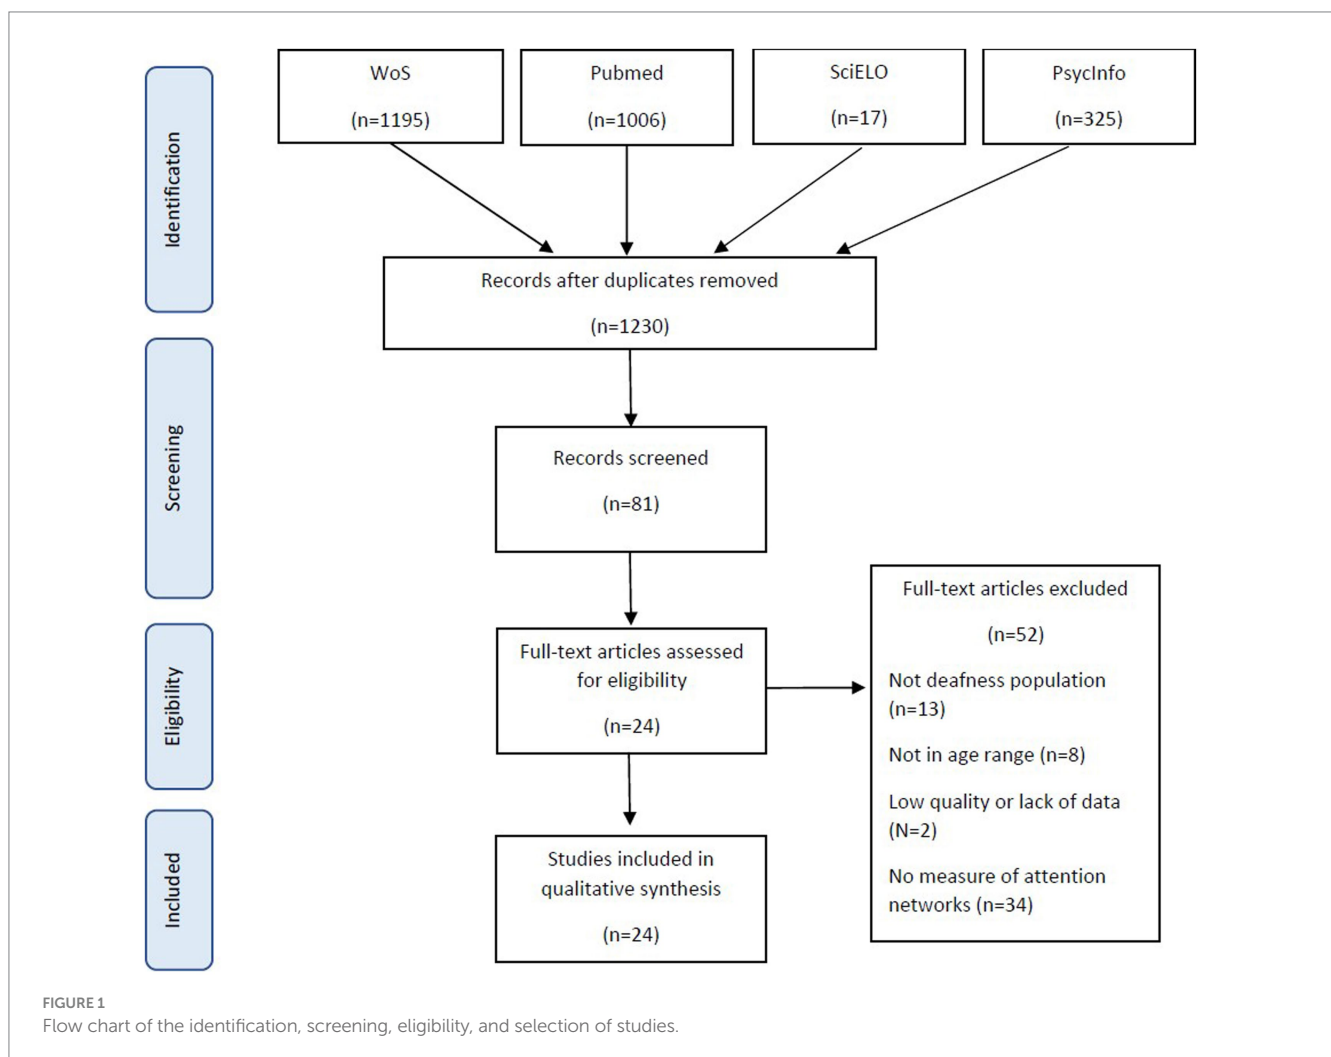 WoS
(n=1195)
Pubmed
(n=1006)
SciELO
(n=17)
PsycInfo
(n=325)
Identification
Records after duplicates removed
(n=1230)
Screening
Records screened
(n=81)
Eligibility
Full-text articles assessed
for eligibility
(n=24)
Full-text articles excluded
(n=52)
Not deafness population
(n=13)
Not in age range (n=8)
Low quality or lack of data
(N=2)
No measure of attention
networks (n=34)
Included
Studies included in
qualitative synthesis
(n=24)
FIGURE 1
Flow chart of the identification, screening, eligibility, and selection of studies.